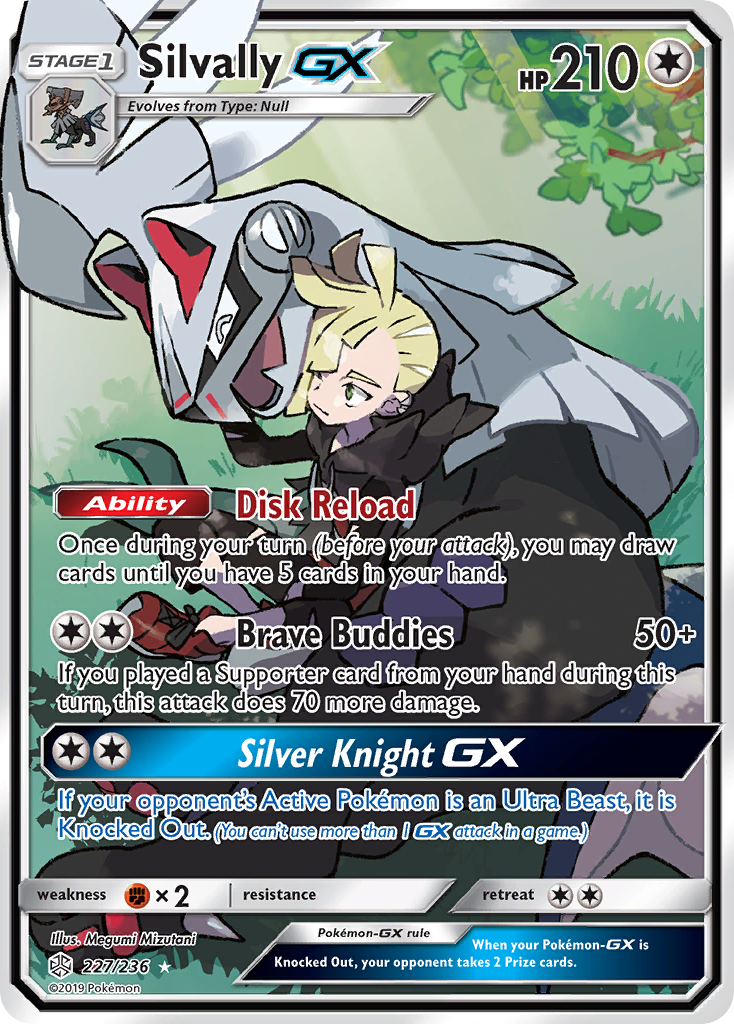 STAGE1 Silvally GX HP210
Evolves from Type: Null
Ability Disk Reload
Once during your turn (before your attack), you may draw
cards until you have 5 cards in your hand.
Brave Buddies 50+
If you played a Supporter card from your hand during this
turn, this attack does 70 more damage.
Silver Knight GX
If your opponent's Active Pokémon is an Ultra Beast, it is
Knocked Out. (You can't use more than 1 GX attack in a game.)
weakness ×2 resistance retreat
Illus. Megumi Mizutani
227/236
©2019 Pokémon
Pokémon-GX rule
When your Pokémon-GX is
Knocked Out, your opponent takes 2 Prize cards.